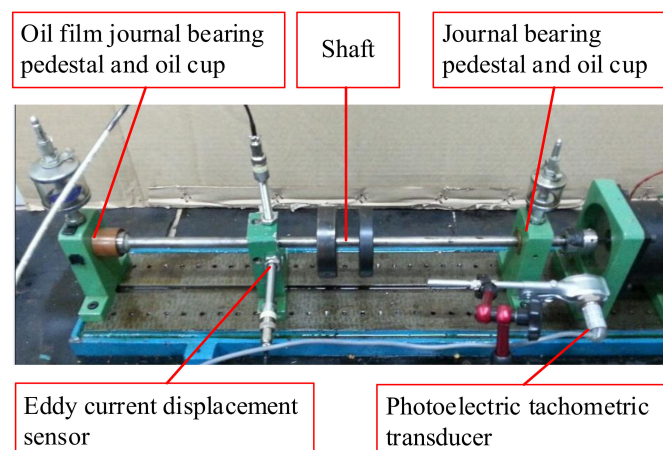 Oil film journal bearing
pedestal and oil cup
Shaft
Journal bearing
pedestal and oil cup
Eddy current displacement
sensor
Photoelectric tachometric
transducer